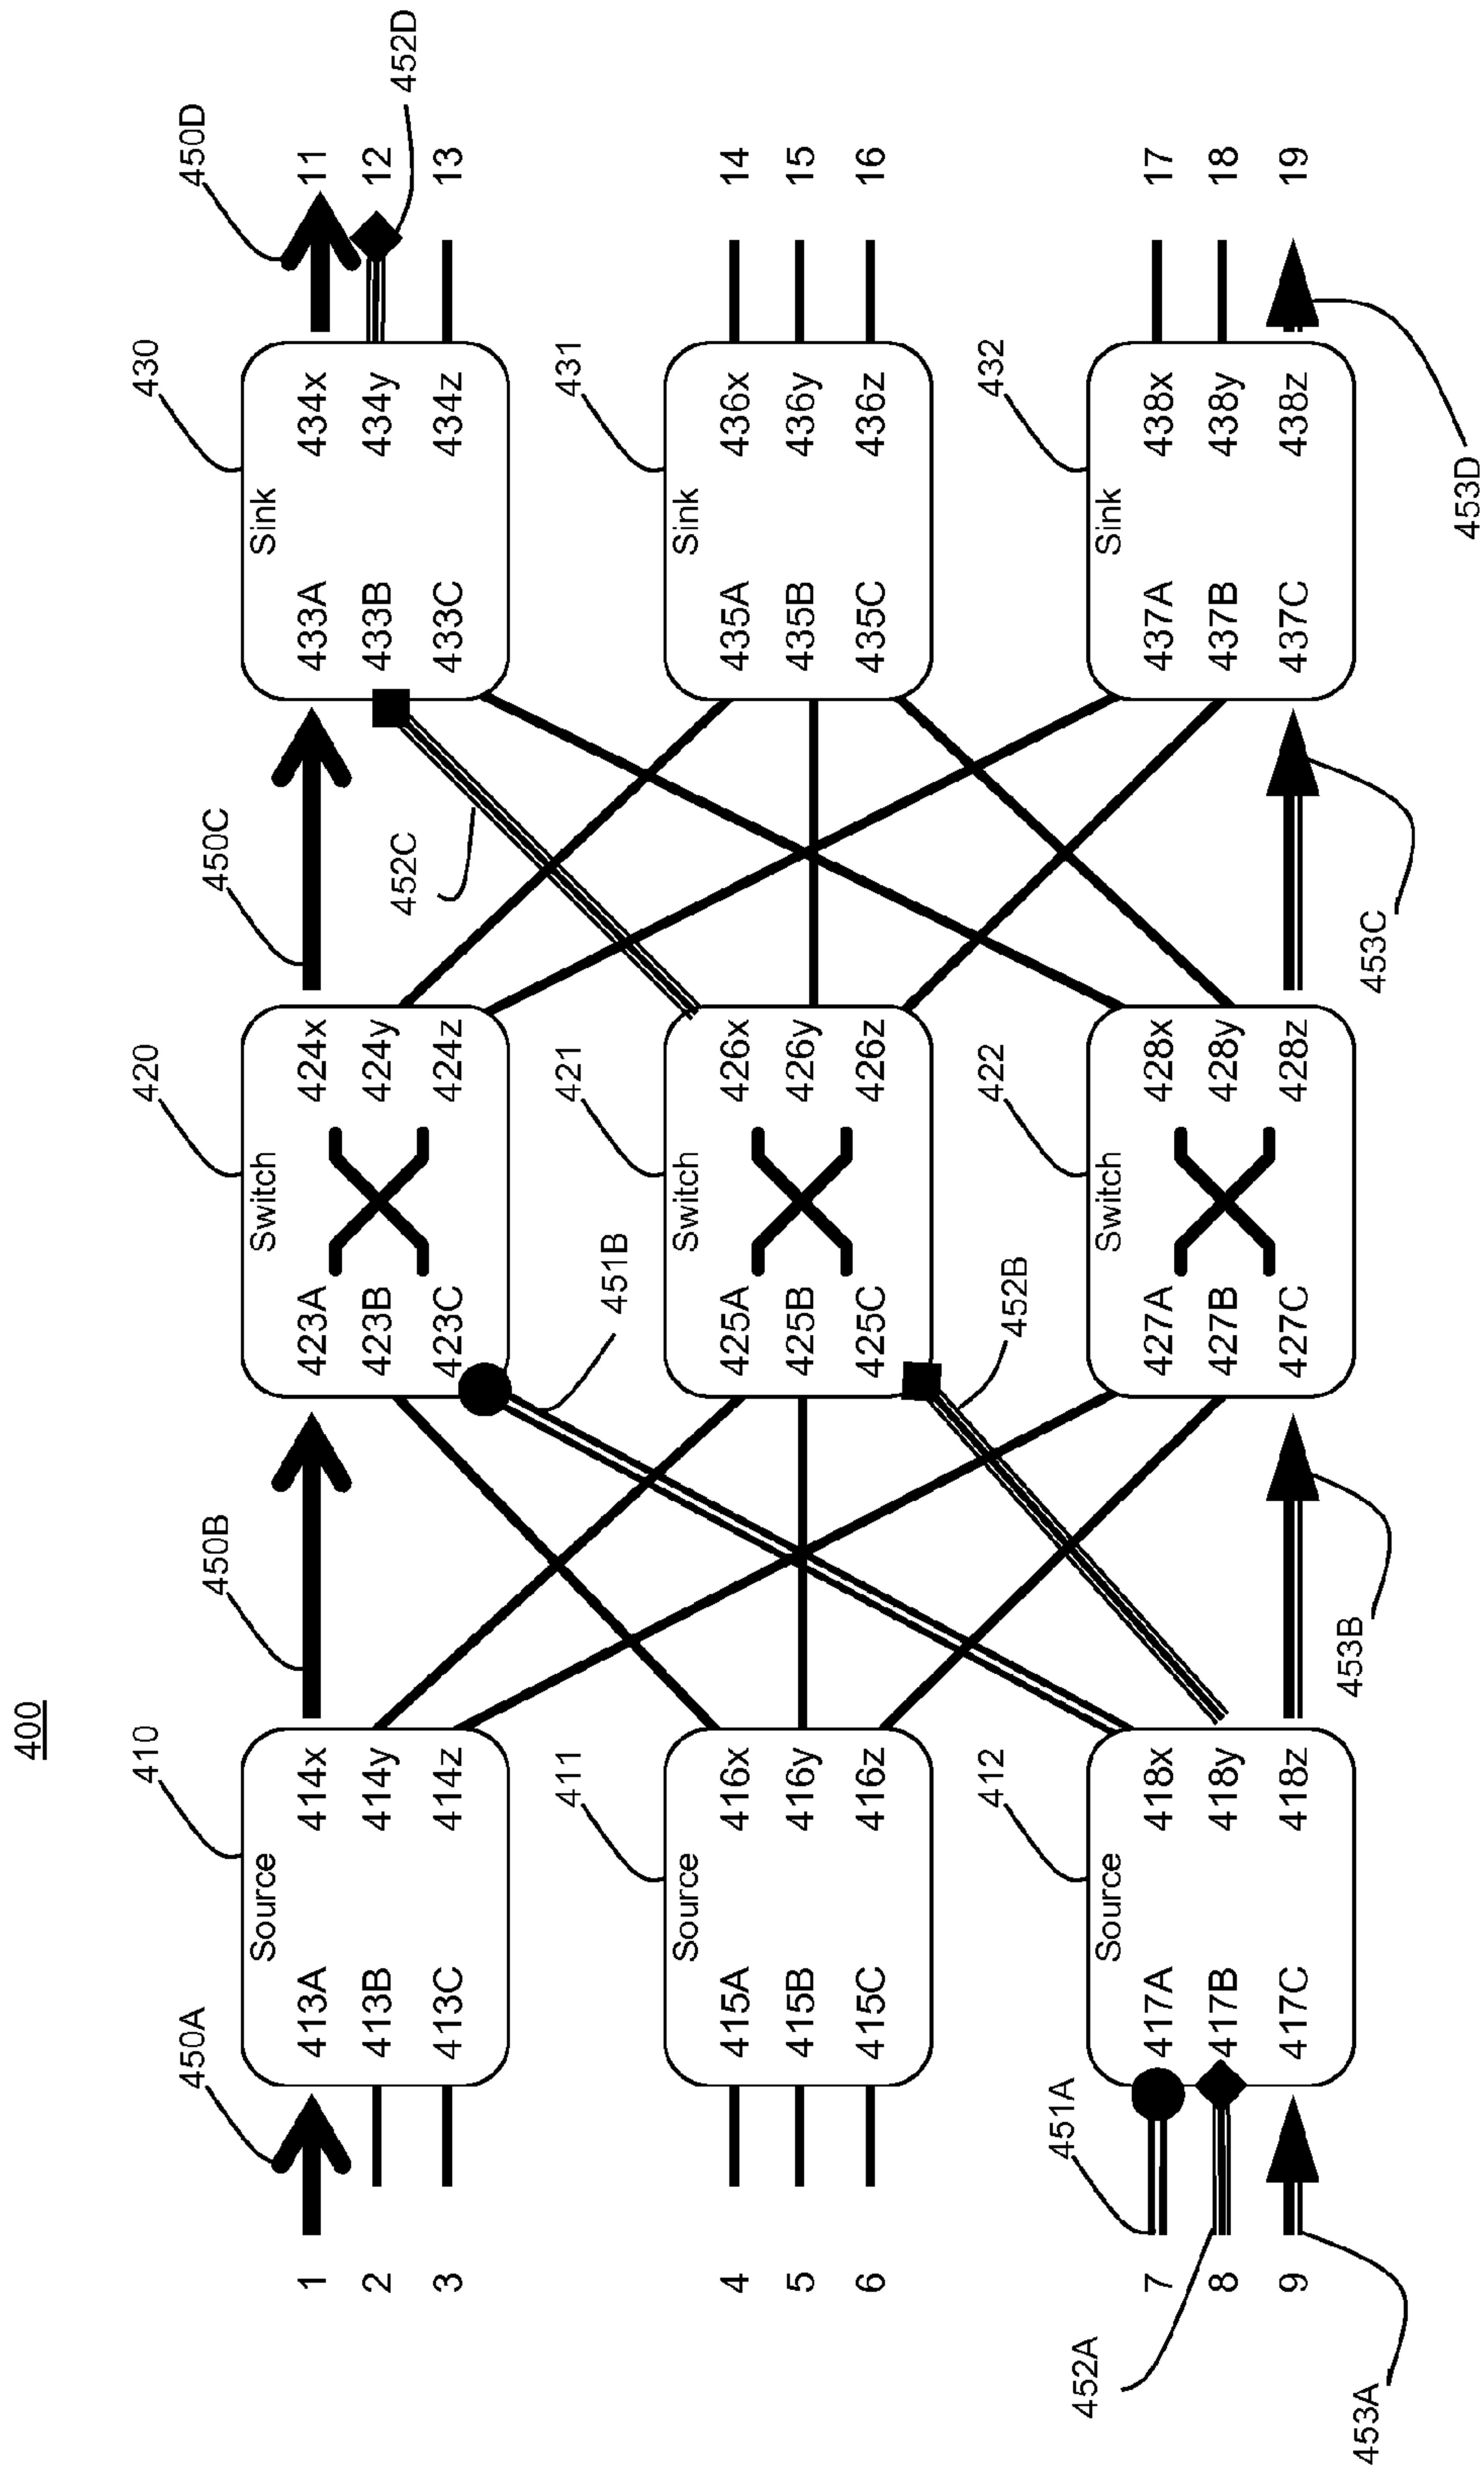 400
410
Source
413A 414x
413B 414y
413C 414z
411
Source
415A 416x
415B 416y
415C 416z
412
Source
417A 418x
417B 418y
417C 418z
420
Switch
423A 424x
423B 424y
423C 424z
421
Switch
425A 426x
425B 426y
425C 426z
422
Switch
427A 428x
427B 428y
427C 428z
430
Sink
433A 434x
433B 434y
433C 434z
431
Sink
435A 436x
435B 436y
435C 436z
432
Sink
437A 438x
437B 438y
437C 438z
1
2
3
4
5
6
7
8
9
11
12
13
14
15
16
17
18
19
450A
450B
450C
450D
451A
451B
452A
452B
452C
452D
453A
453B
453C
453D